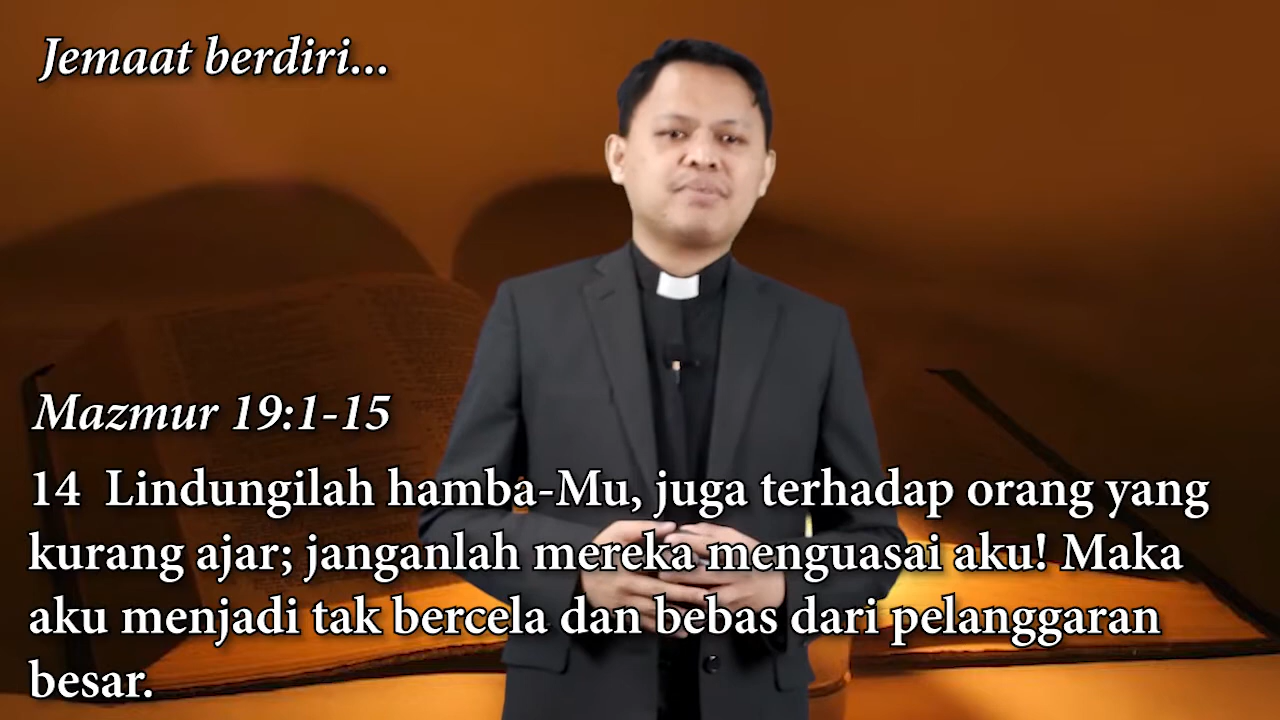 Jemaat berdiri...
Mazmur 19:1-15
14 Lindungilah hamba-Mu, juga terhadap orang yang
kurang ajar; janganlah mereka menguasai aku! Maka
aku menjadi tak bercela dan bebas dari pelanggaran
besar.